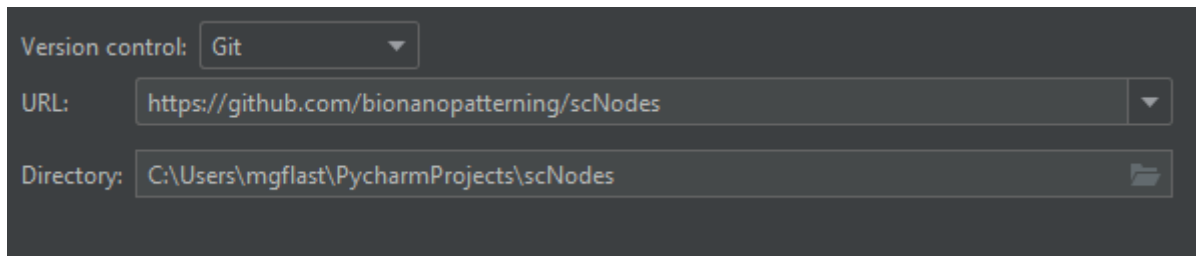 Version control: Git
URL: https://github.com/bionanopatterning/scNodes
Directory: C:\Users\mgflast\PycharmProjects\scNodes